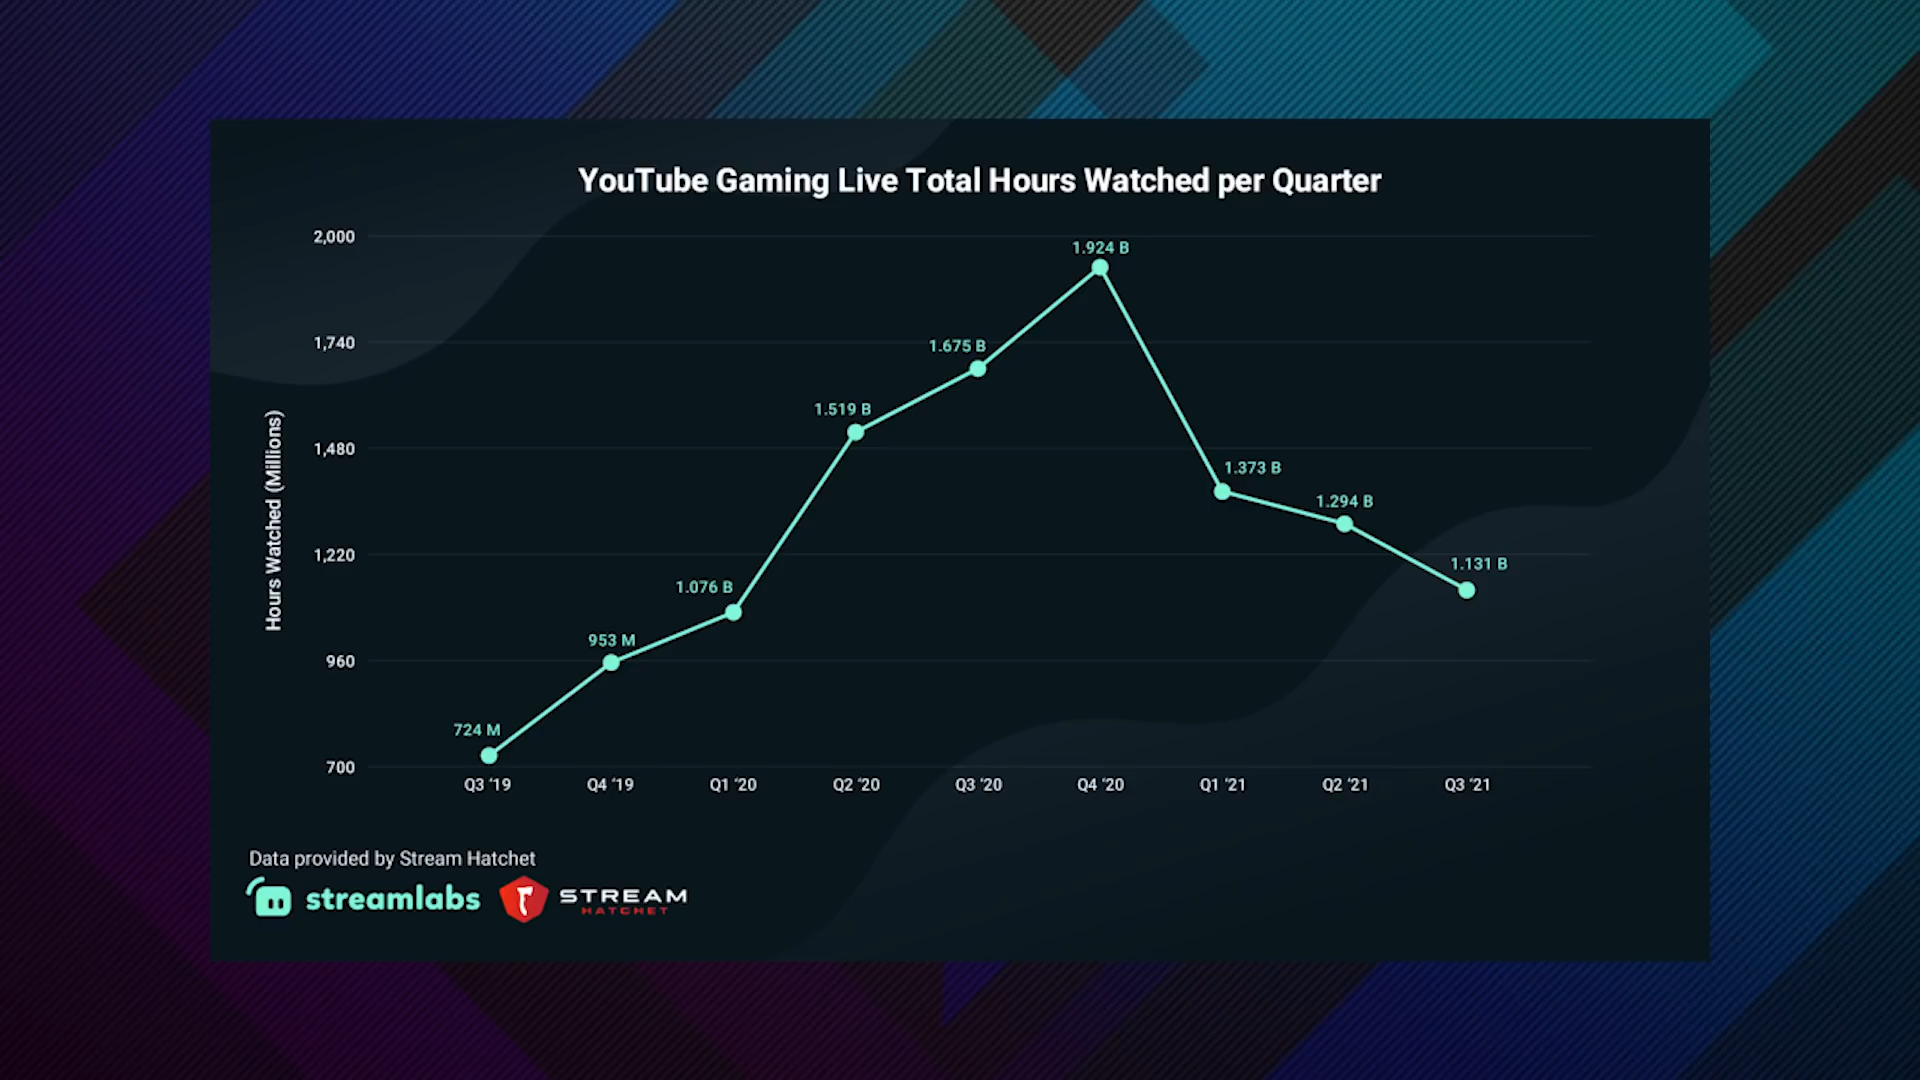 YouTube Gaming Live Total Hours Watched per Quarter
2,000
1,740
1,480
1,220
960
700
Hours Watched (Millions)
724 M
953 M
1.076 B
1.519 B
1.675 B
1.924 B
1.373 B
1.294 B
1.131 B
Q3 '19 Q4 '19 Q1 '20 Q2 '20 Q3 '20 Q4 '20 Q1 '21 Q2 '21 Q3 '21
Data provided by Stream Hatchet
streamlabs
STREAM
HATCHET